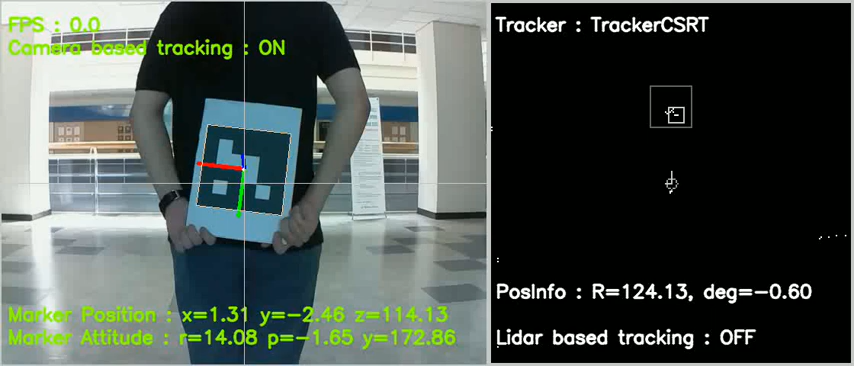 FPS : 0.0
Camera based tracking : ON
Marker Position : x=1.31 y=-2.46 z=114.13
Marker Attitude : r=14.08 p=-1.65 y=172.86
Tracker : TrackerCSRT
PosInfo : R=124.13, deg=-0.60
Lidar based tracking : OFF